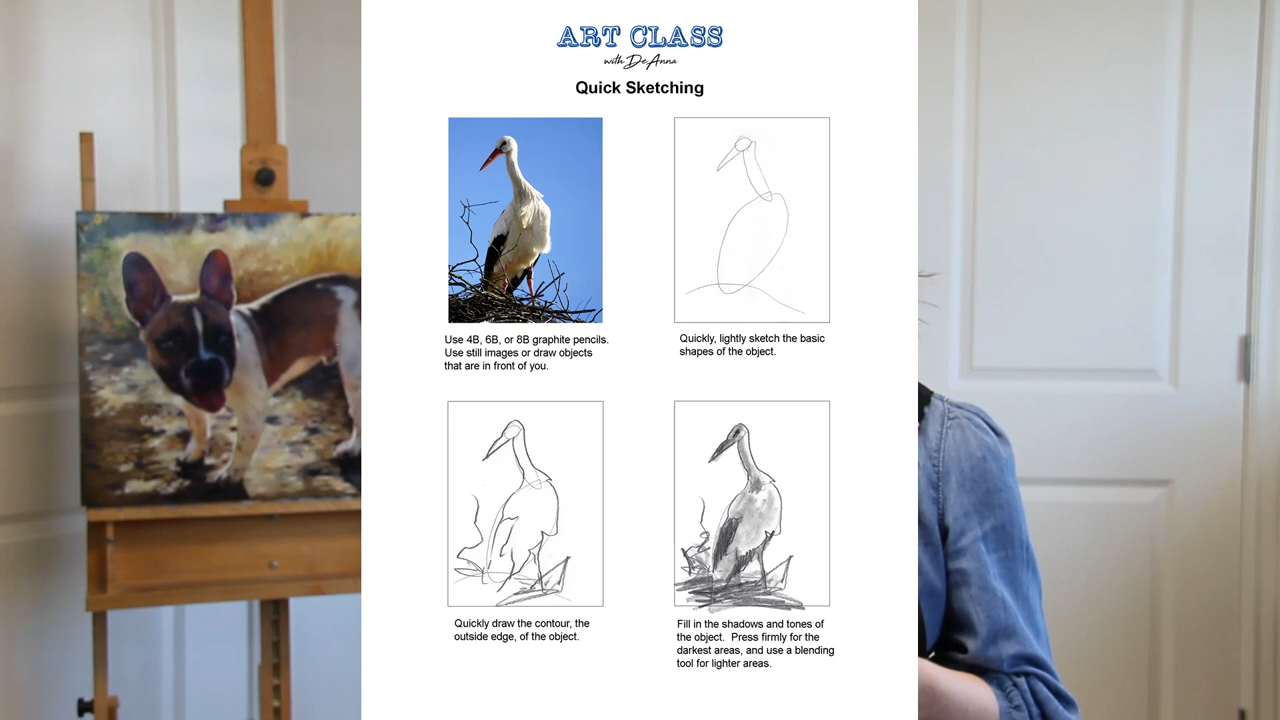 ART CLASS
with DeAnna
Quick Sketching
Use 4B, 6B, or 8B graphite pencils.
Use still images or draw objects
that are in front of you.
Quickly, lightly sketch the basic
shapes of the object.
Quickly draw the contour, the
outside edge, of the object.
Fill in the shadows and tones of
the object.  Press firmly for the
darkest areas, and use a blending
tool for lighter areas.